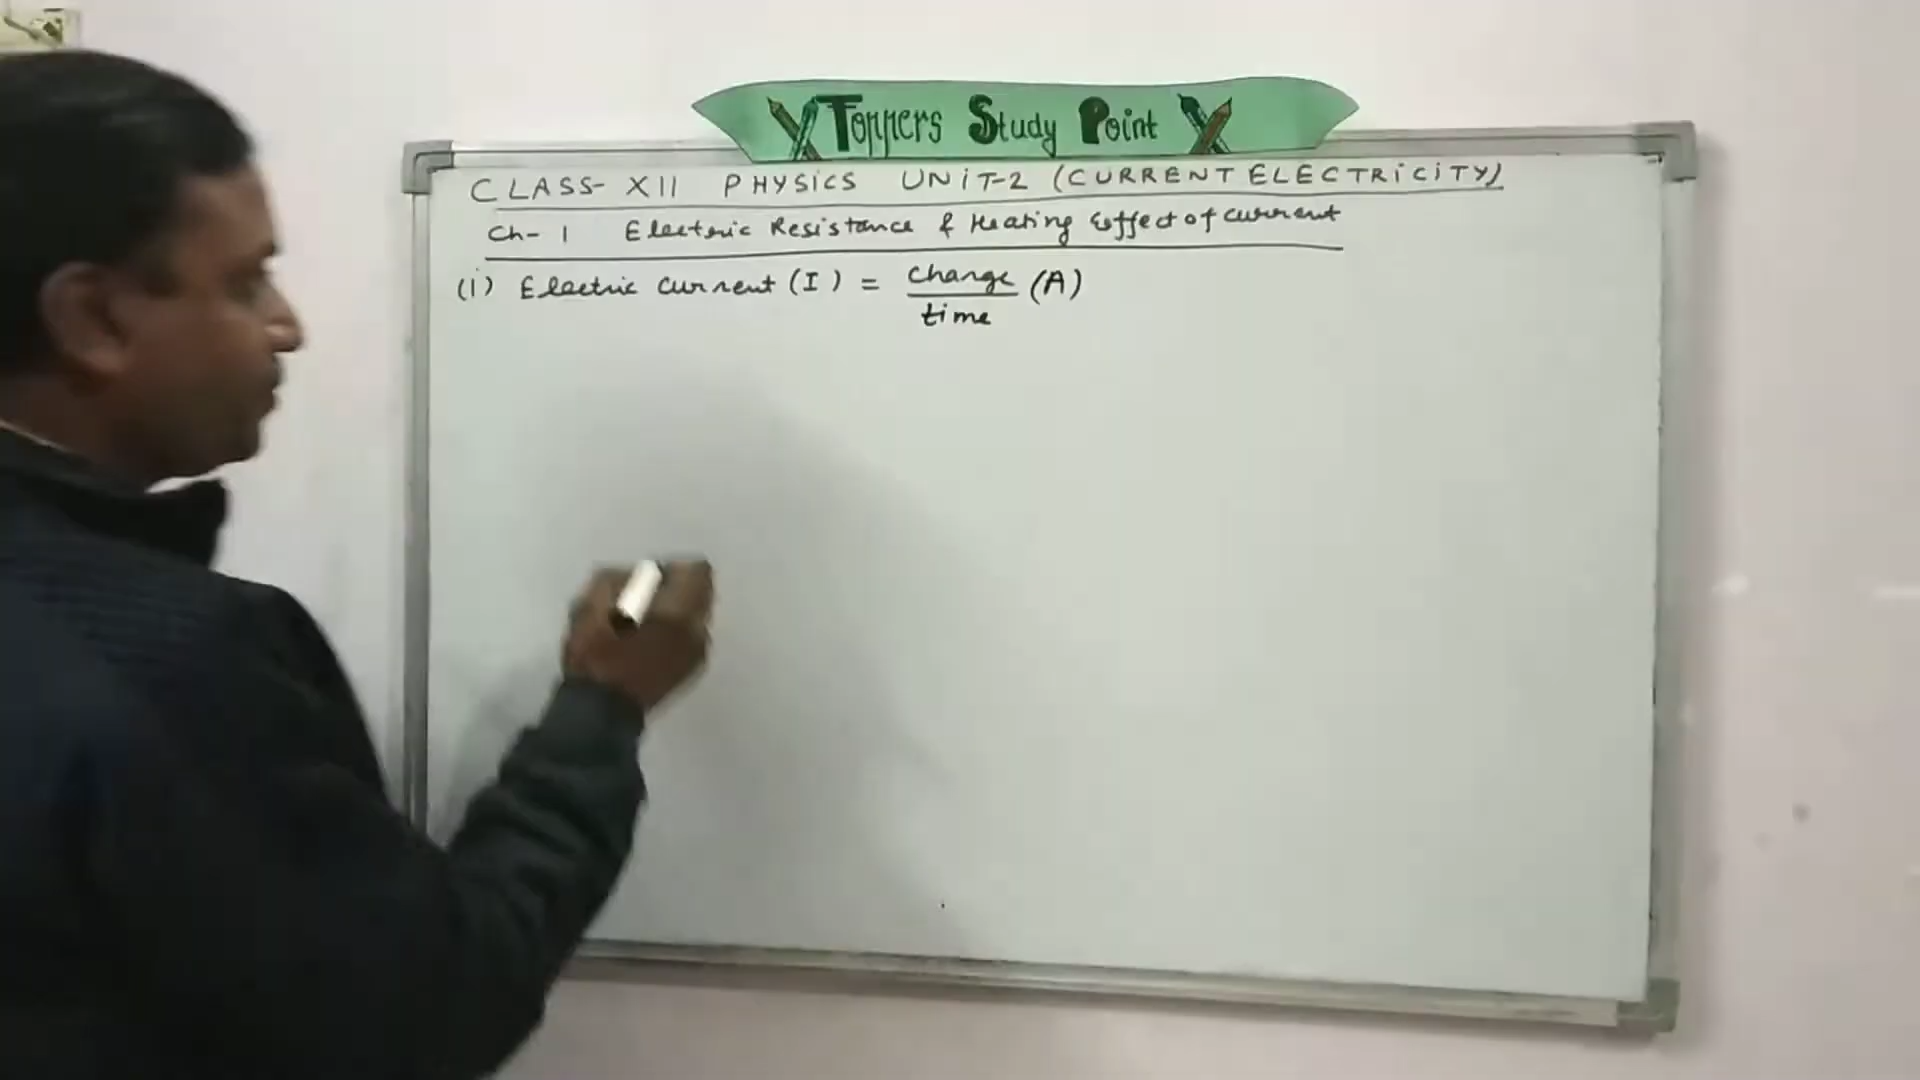 Toppers Study Point
CLASS- XII PHYSICS UNIT-2 (CURRENT ELECTRICITY)
Ch- 1 Electric Resistance & Heating Effect of current
(i) Electric current (I) = charge / time (A)